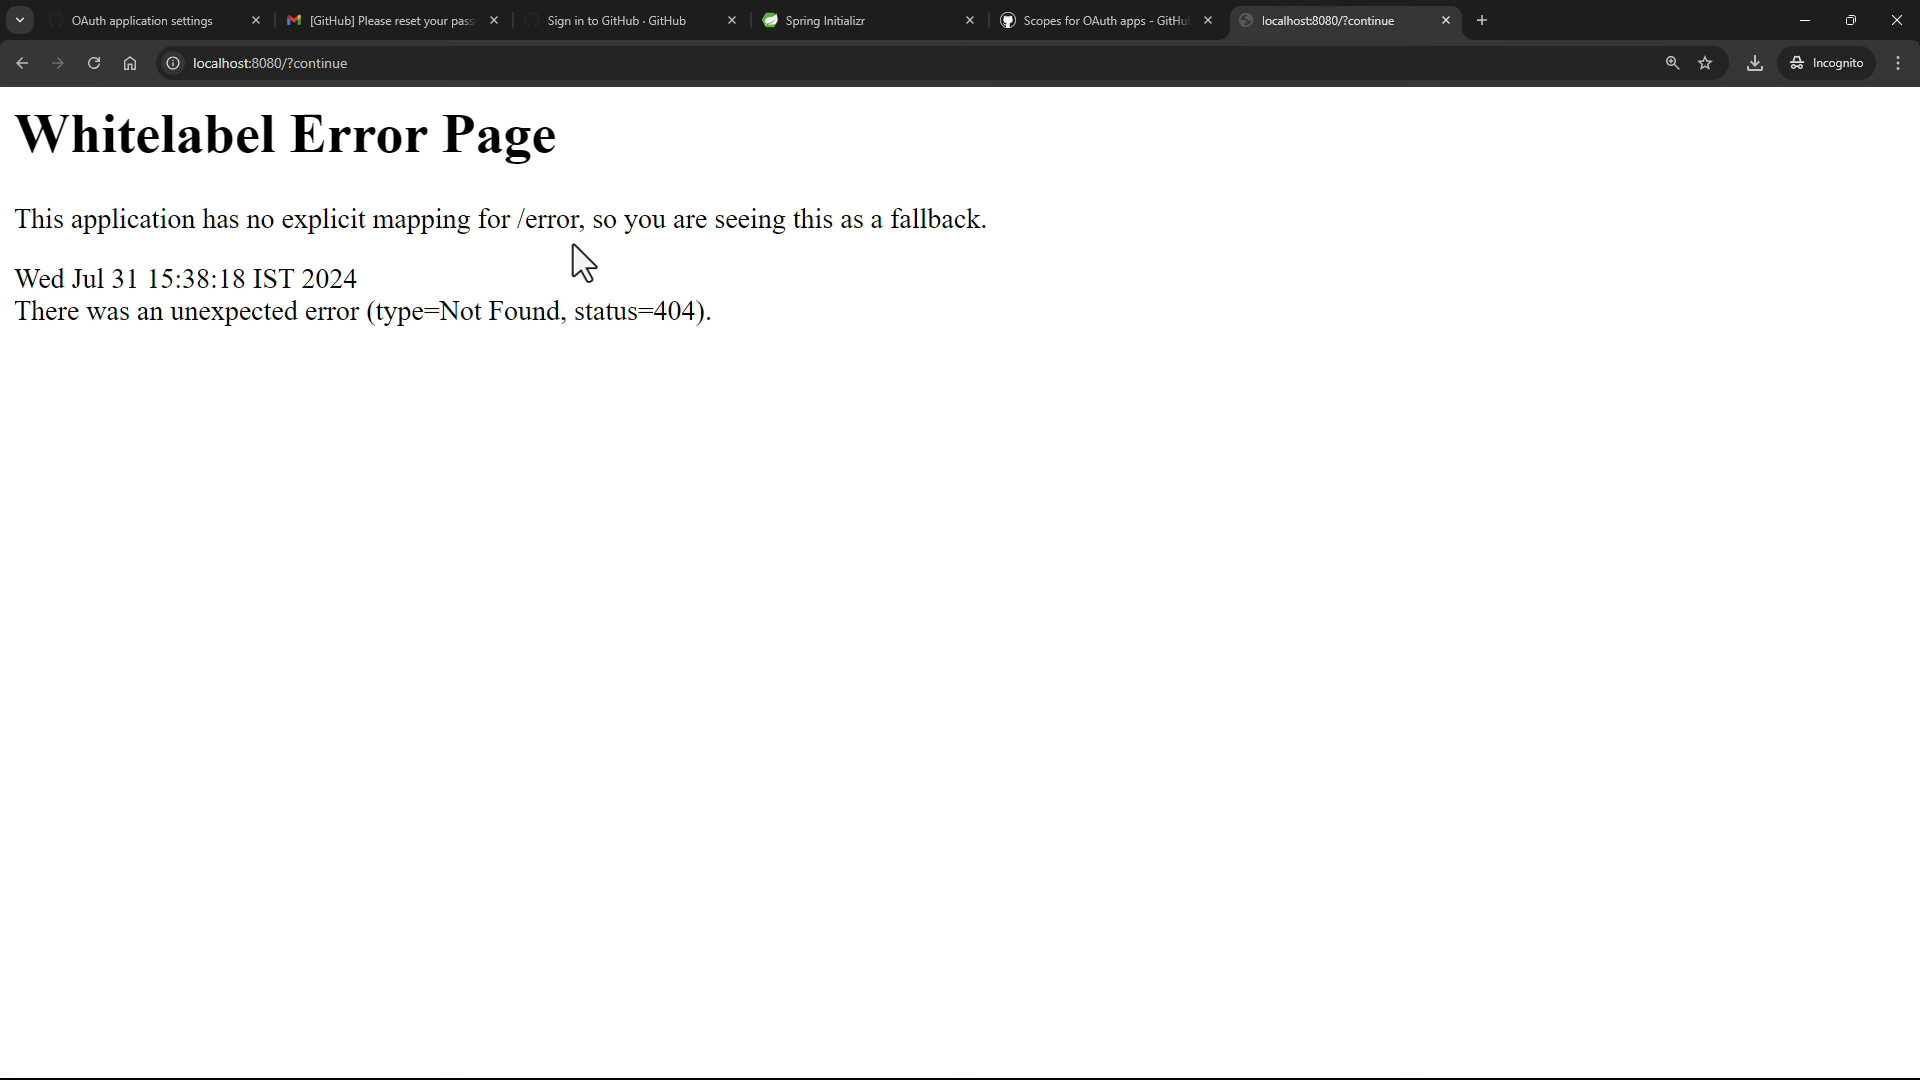 OAuth application settings
[GitHub] Please reset your pass
Sign in to GitHub · GitHub
Spring Initializr
Scopes for OAuth apps - GitHu
localhost:8080/?continue
localhost:8080/?continue
Incognito
Whitelabel Error Page
This application has no explicit mapping for /error, so you are seeing this as a fallback.
Wed Jul 31 15:38:18 IST 2024
There was an unexpected error (type=Not Found, status=404).